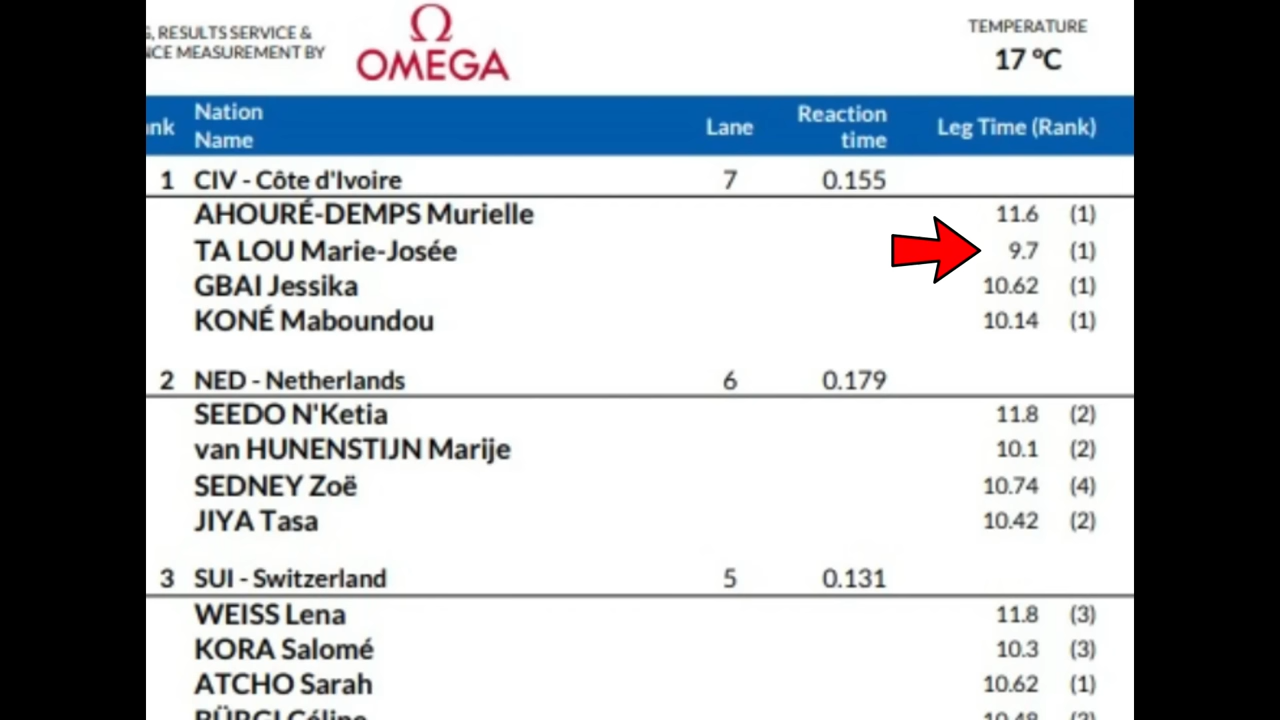 , RESULTS SERVICE &
CE MEASUREMENT BY
Ω
OMEGA
TEMPERATURE
17 °C
Nation
Name
Lane
Reaction
time
Leg Time (Rank)
1 CIV - Côte d'Ivoire 7 0.155
AHOURÉ-DEMPS Murielle 11.6 (1)
TA LOU Marie-Josée 9.7 (1)
GBAI Jessika 10.62 (1)
KONÉ Maboundou 10.14 (1)
2 NED - Netherlands 6 0.179
SEEDO N'Ketia 11.8 (2)
van HUNENSTIJN Marije 10.1 (2)
SEDNEY Zoë 10.74 (4)
JIYA Tasa 10.42 (2)
3 SUI - Switzerland 5 0.131
WEISS Lena 11.8 (3)
KORA Salomé 10.3 (3)
ATCHO Sarah 10.62 (1)